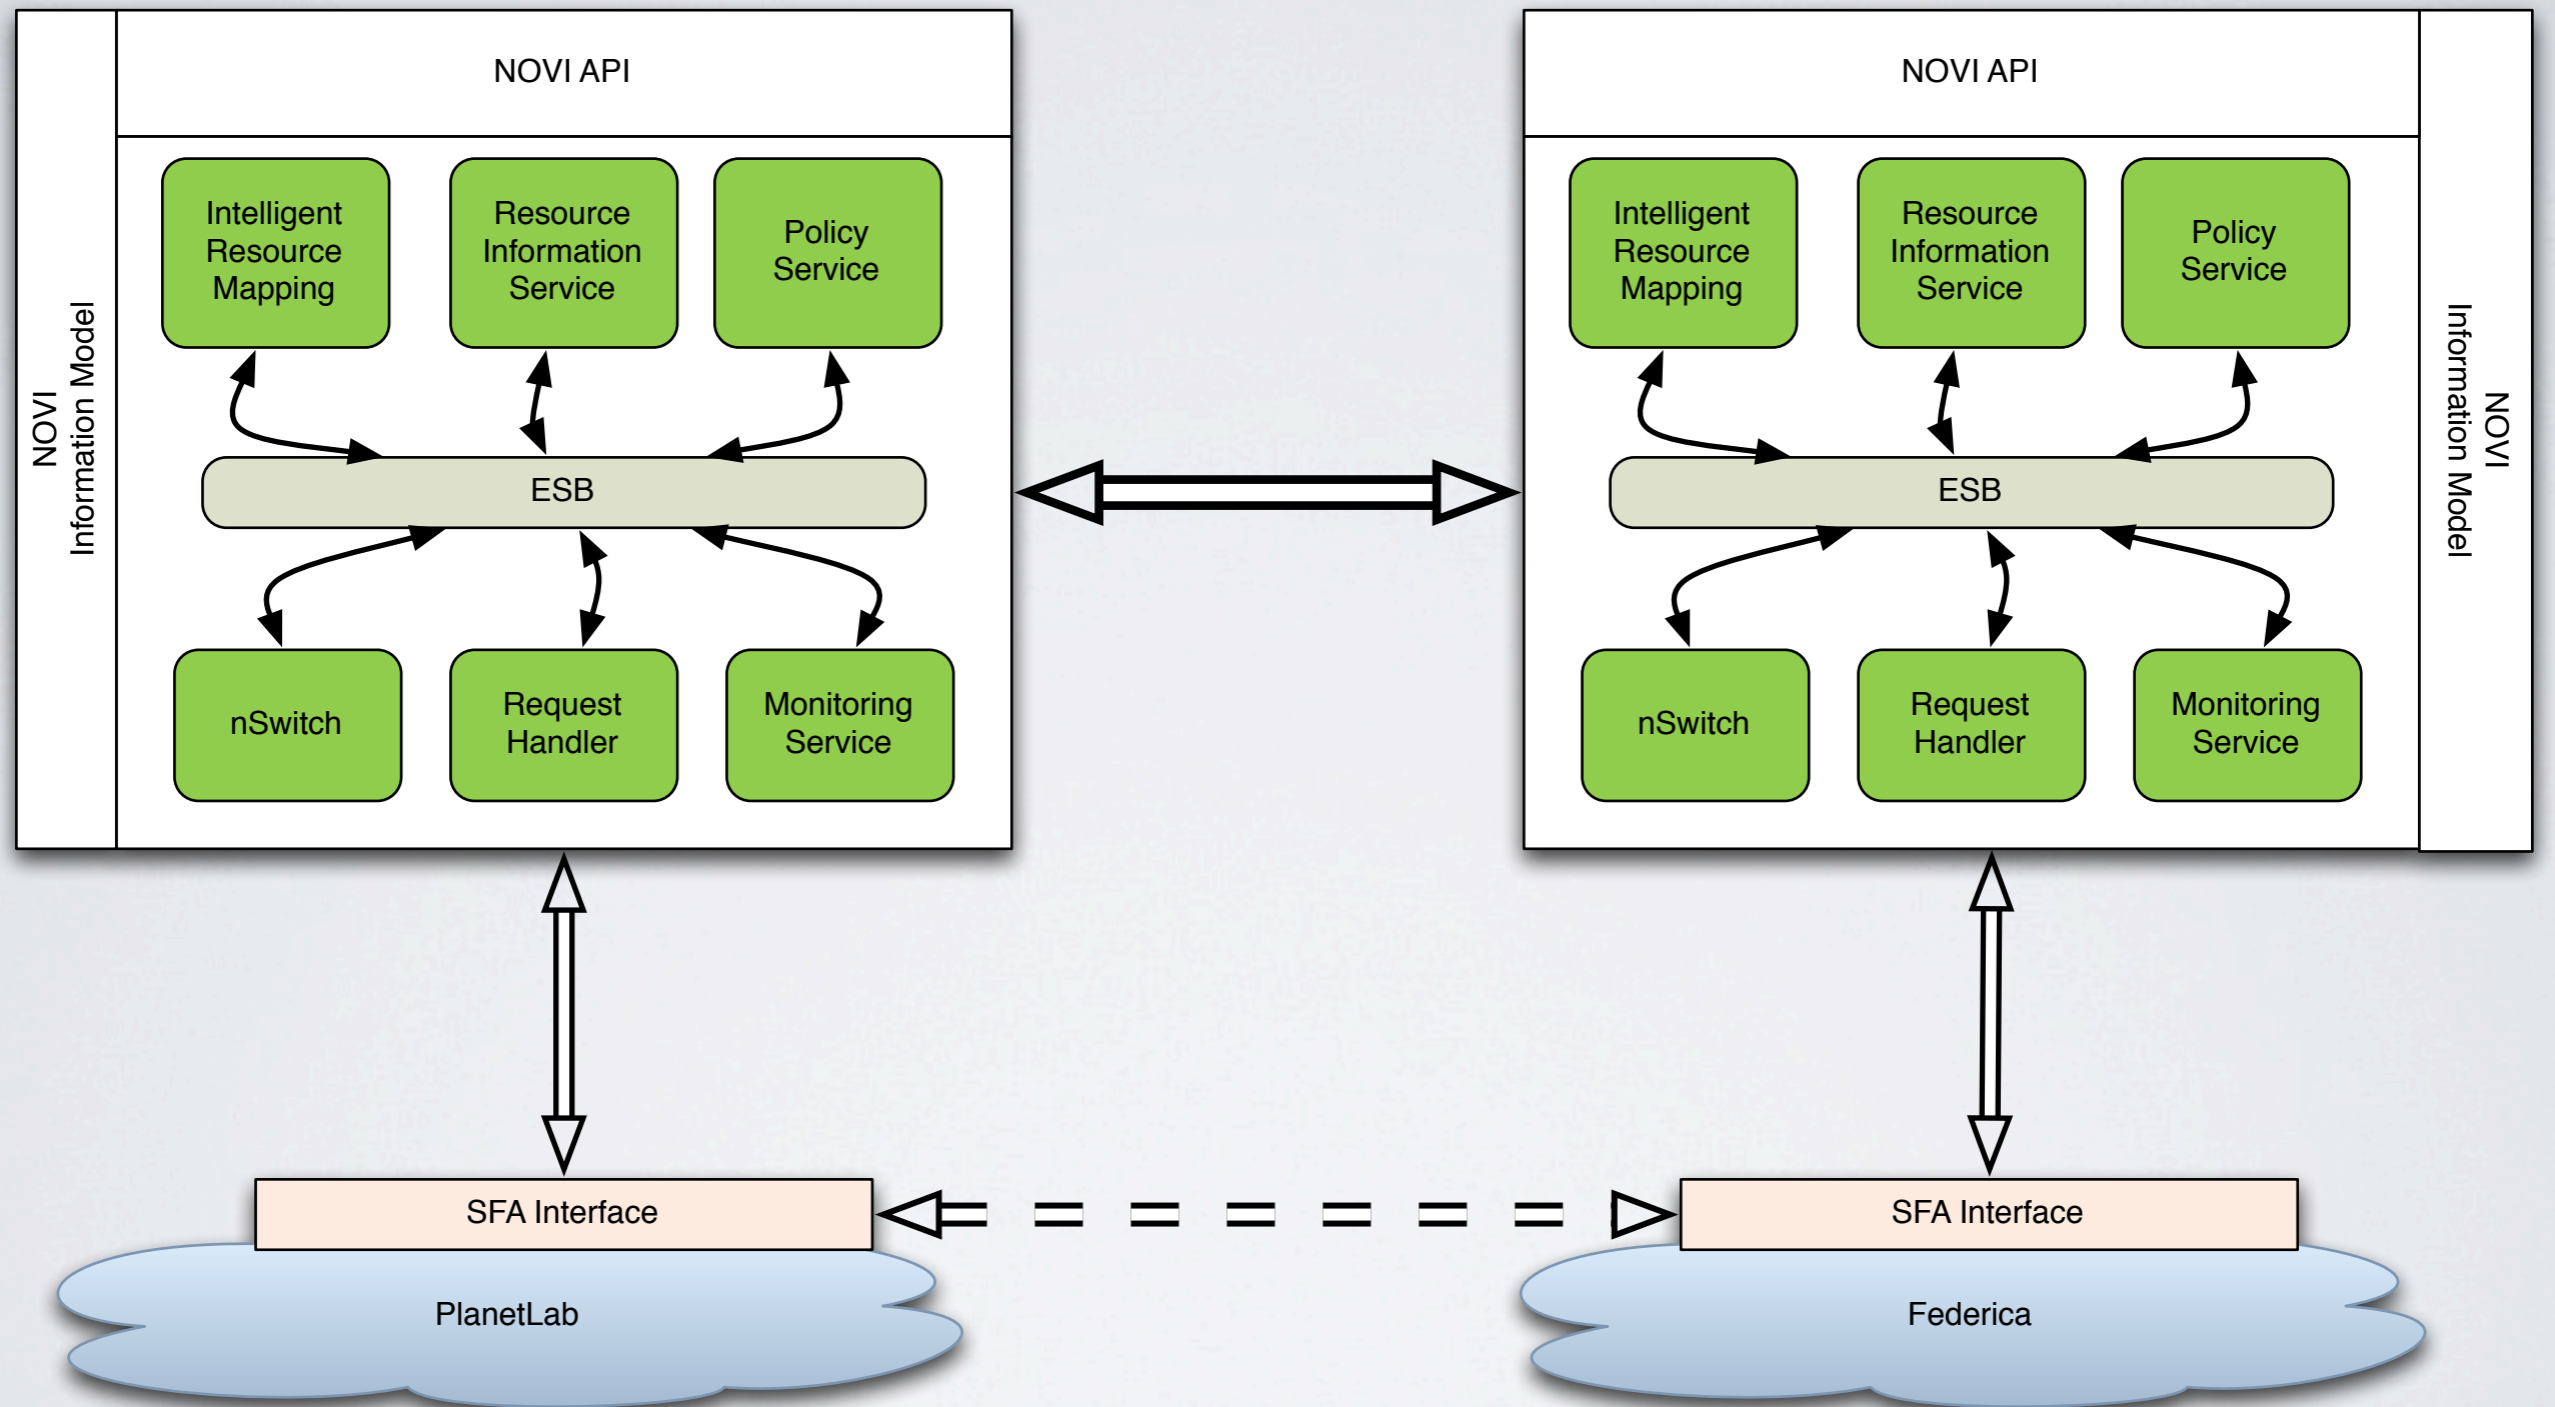 NOVI
Information Model
NOVI API
Intelligent
Resource
Mapping
Resource
Information
Service
Policy
Service
ESB
nSwitch
Request
Handler
Monitoring
Service
NOVI API
Intelligent
Resource
Mapping
Resource
Information
Service
Policy
Service
ESB
nSwitch
Request
Handler
Monitoring
Service
NOVI
Information Model
SFA Interface
PlanetLab
SFA Interface
Federica